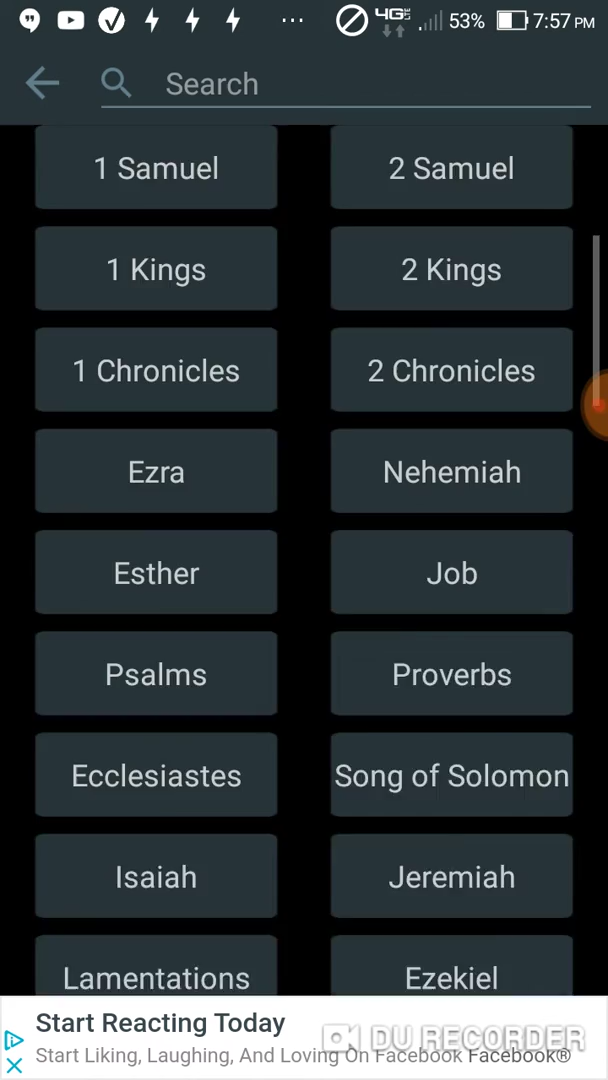 4G LTE 53% 7:57 PM
Search
1 Samuel 2 Samuel
1 Kings 2 Kings
1 Chronicles 2 Chronicles
Ezra Nehemiah
Esther Job
Psalms Proverbs
Ecclesiastes Song of Solomon
Isaiah Jeremiah
Lamentations Ezekiel
Start Reacting Today
DU RECORDER
Start Liking, Laughing, And Loving On Facebook Facebook®